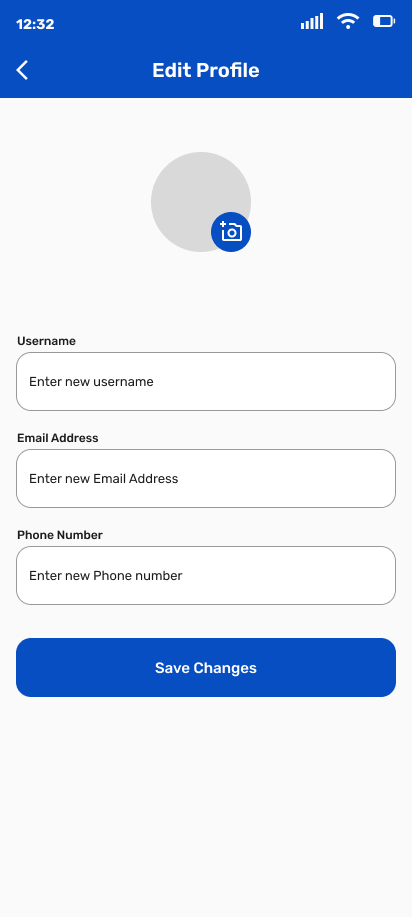 12:32
Edit Profile
Username
Enter new username
Email Address
Enter new Email Address
Phone Number
Enter new Phone number
Save Changes